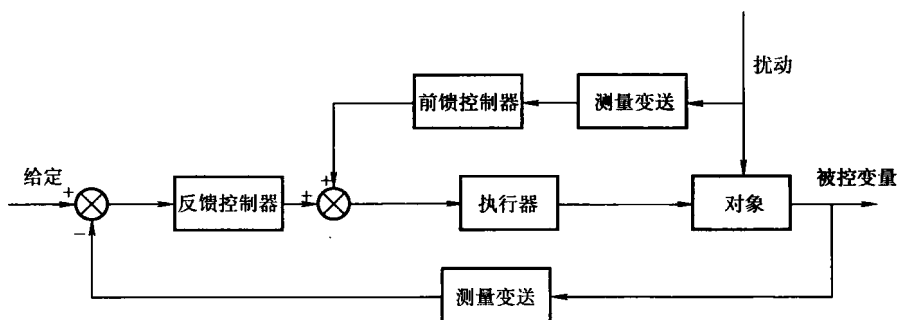 扰动
前馈控制器
测量变送
给定
+
−
反馈控制器
+
+
执行器
对象
被控变量
测量变送